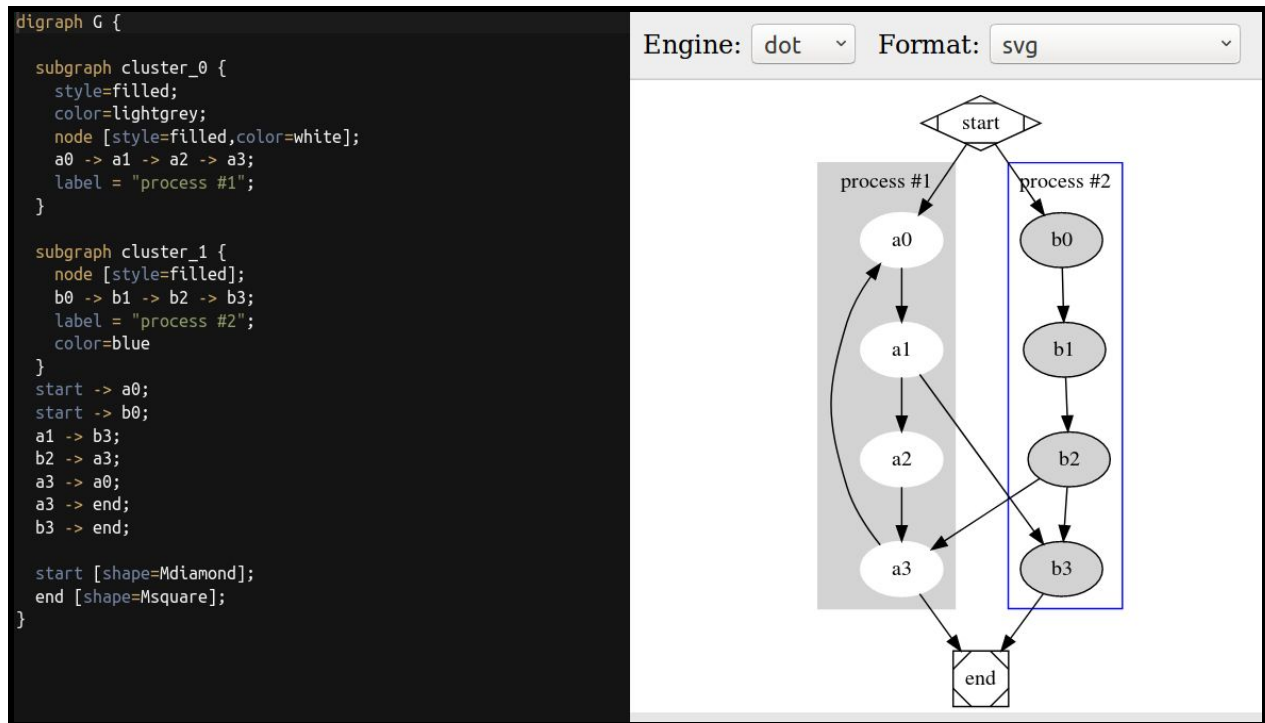 digraph G {
subgraph cluster_0 {
style=filled;
color=lightgrey;
node [style=filled,color=white];
a0 -> a1 -> a2 -> a3;
label = "process #1";
}
subgraph cluster_1 {
node [style=filled];
b0 -> b1 -> b2 -> b3;
label = "process #2";
color=blue
}
start -> a0;
start -> b0;
a1 -> b3;
b2 -> a3;
a3 -> a0;
a3 -> end;
b3 -> end;
start [shape=Mdiamond];
end [shape=Msquare];
}
Engine: dot Format: svg
start
process #1 process #2
a0 b0
a1 b1
a2 b2
a3 b3
end